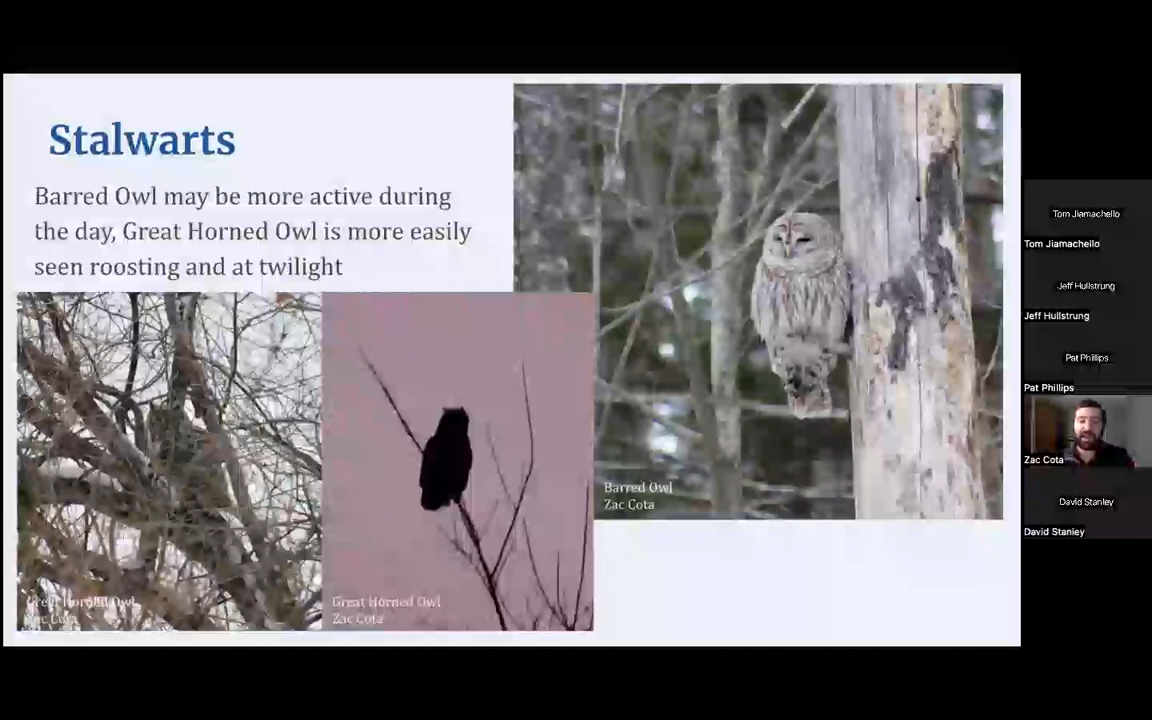 Stalwarts
Barred Owl may be more active during
the day, Great Horned Owl is more easily
seen roosting and at twilight
Barred Owl
Zac Cota
Great Horned Owl
Zac Cota
Great Horned Owl
Zac Cota
Tom Jiamachello
Tom Jiamachello
Jeff Hullstrung
Jeff Hullstrung
Pat Phillips
Pat Phillips
Zac Cota
David Stanley
David Stanley